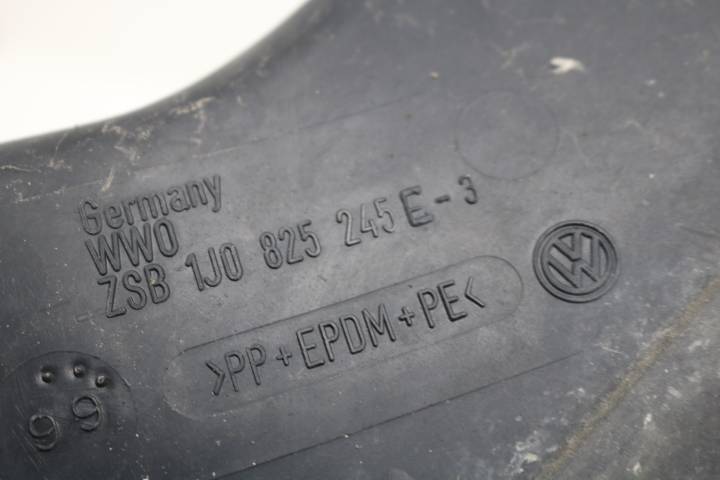 Germany
WWO
ZSB 1J0 825 245 E-3
>PP+EPDM+PE<
99